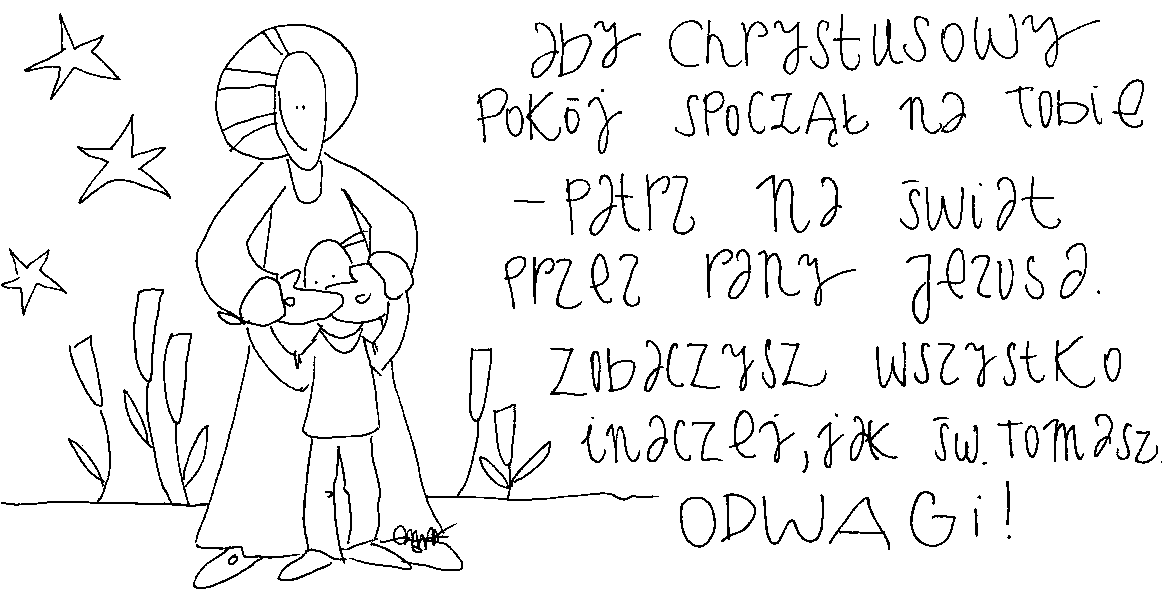 aby Chrystusowy
POKój SPOCZĄŁ na TobiE
– patrz na świat
przez rany jezusa.
zobaczysz wszystko
inaczej, jak św. Tomasz.
ODWAGi!